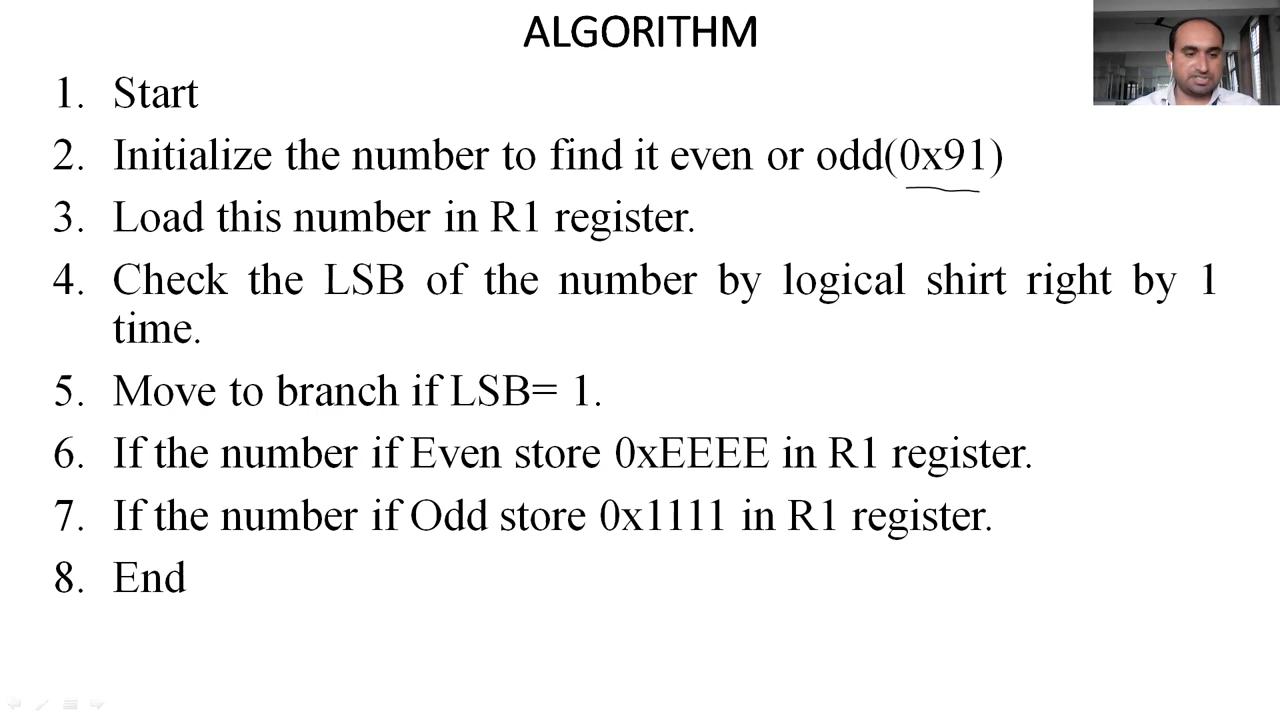 ALGORITHM
1. Start
2. Initialize the number to find it even or odd(0x91)
3. Load this number in R1 register.
4. Check the LSB of the number by logical shirt right by 1
time.
5. Move to branch if LSB= 1.
6. If the number if Even store 0xEEEE in R1 register.
7. If the number if Odd store 0x1111 in R1 register.
8. End